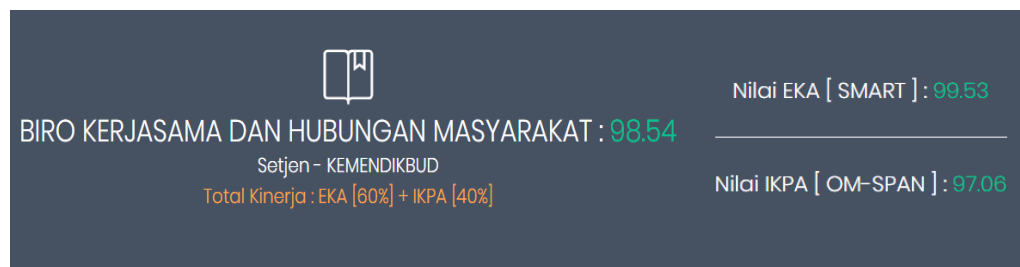 BIRO KERJASAMA DAN HUBUNGAN MASYARAKAT : 98.54
Setjen - KEMENDIKBUD
Total Kinerja : EKA [60%] + IKPA [40%]
Nilai EKA [ SMART ] : 99.53
Nilai IKPA [ OM-SPAN ] : 97.06